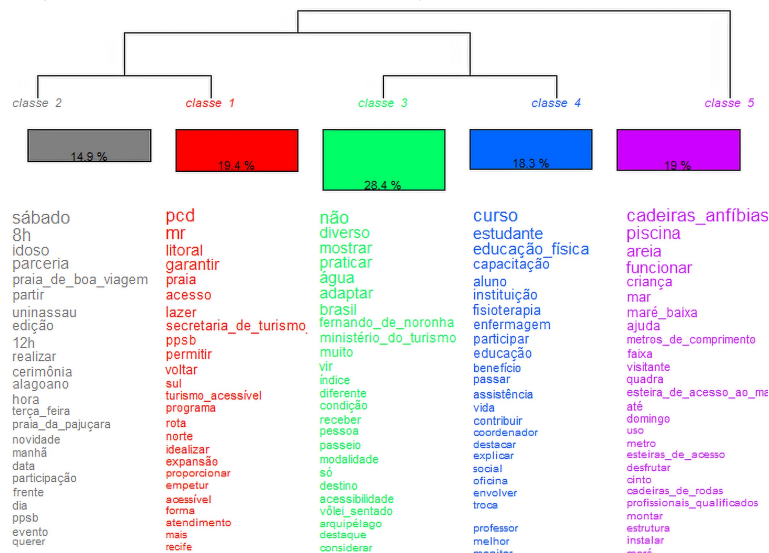 classe 2
classe 1
classe 3
classe 4
classe 5
14.9 %
19.4 %
28.4 %
18.3 %
19 %
sábado
8h
idoso
parceria
praia_de_boa_viagem
partir
uninassau
edição
12h
realizar
cerimônia
alagoano
hora
terça_feira
praia_da_pajuçara
novidade
manhã
data
participação
frente
dia
ppsb
evento
querer
pcd
mr
litoral
garantir
praia
acesso
lazer
secretaria_de_turismo_
ppsb
permitir
voltar
sul
turismo_acessível
programa
rota
norte
idealizar
expansão
proporcionar
empetur
acessível
forma
atendimento
mais
recife
não
diverso
mostrar
praticar
água
adaptar
brasil
fernando_de_noronha
ministério_do_turismo
muito
vir
índice
diferente
condição
receber
pessoa
passeio
modalidade
só
destino
acessibilidade
vôlei_sentado
arquipélago
destaque
considerar
curso
estudante
educação_física
capacitação
aluno
instituição
fisioterapia
enfermagem
participar
educação
benefício
passar
assistência
vida
contribuir
coordenador
destacar
explicar
social
oficina
envolver
troca
professor
melhor
cadeiras_anfíbias
piscina
areia
funcionar
criança
mar
maré_baixa
ajuda
metros_de_comprimento
faixa
visitante
quadra
esteira_de_acesso_ao_ma
até
domingo
uso
metro
esteiras_de_acesso
desfrutar
cinto
cadeiras_de_rodas
profissionais_qualificados
montar
estrutura
instalar